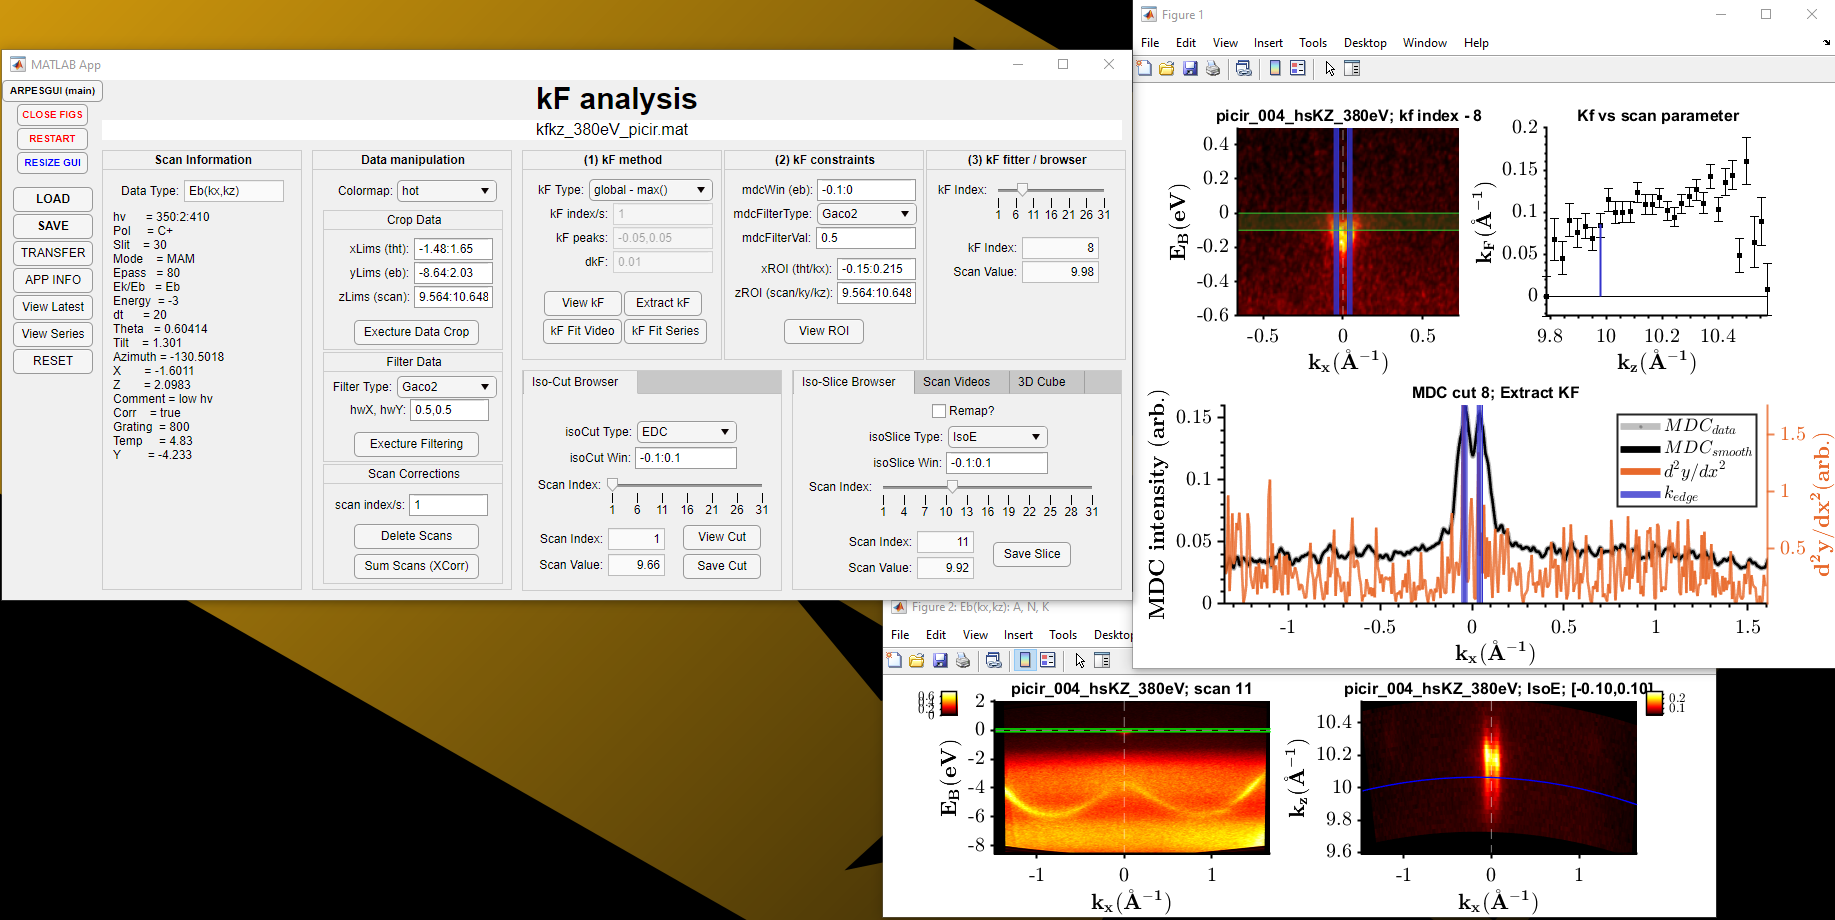 MATLAB App
ARPESGUI (main)
CLOSE FIGS
RESTART
RESIZE GUI
LOAD
SAVE
TRANSFER
APP INFO
View Latest
View Series
RESET
kF analysis
kfkz_380eV_picir.mat
Scan Information
Data Type: Eb(kx,kz)
hv = 350:2:410
Pol = C+
Slit = 30
Mode = MAM
Epass = 80
Ek/Eb = Eb
Energy = -3
dt = 20
Theta = 0.60414
Tilt = 1.301
Azimuth = -130.5018
X = -1.6011
Z = 2.0983
Comment = low hv
Corr = true
Grating = 800
Temp = 4.83
Y = -4.233
Data manipulation
Colormap: hot
Crop Data
xLims (tht): -1.48:1.65
yLims (eb): -8.64:2.03
zLims (scan): 9.564:10.648
Execture Data Crop
Filter Data
Filter Type: Gaco2
hwX, hwY: 0.5,0.5
Execture Filtering
Scan Corrections
scan index/s: 1
Delete Scans
Sum Scans (XCorr)
(1) kF method
kF Type: global - max()
kF index/s: 1
kF peaks: -0.05,0.05
dkF: 0.01
View kF Extract kF
kF Fit Video kF Fit Series
(2) kF constraints
mdcWin (eb): -0.1:0
mdcFilterType: Gaco2
mdcFilterVal: 0.5
xROI (tht/kx): -0.15:0.215
zROI (scan/ky/kz): 9.564:10.648
View ROI
(3) kF fitter / browser
kF Index:
1 6 11 16 21 26 31
kF Index: 8
Scan Value: 9.98
Iso-Cut Browser
isoCut Type: EDC
isoCut Win: -0.1:0.1
Scan Index:
1 6 11 16 21 26 31
Scan Index: 1
Scan Value: 9.66
View Cut
Save Cut
Iso-Slice Browser Scan Videos 3D Cube
Remap?
isoSlice Type: IsoE
isoSlice Win: -0.1:0.1
Scan Index:
1 4 7 10 13 16 19 22 25 28 31
Scan Index: 11
Scan Value: 9.92
Save Slice
Figure 1
File Edit View Insert Tools Desktop Window Help
picir_004_hsKZ_380eV; kf index - 8
0.4
0.2
0
-0.2
-0.4
-0.6
E_B(eV)
-0.5 0 0.5
k_x(Å^-1)
Kf vs scan parameter
0.2
0.15
0.1
0.05
0
k_F(Å^-1)
9.8 10 10.2 10.4
k_z(Å^-1)
MDC cut 8; Extract KF
0.15
0.1
0.05
0
MDC intensity (arb.)
MDC_data
MDC_smooth
d²y/dx²
k_edge
1.5
1
0.5
d²y/dx²(arb.)
-1 -0.5 0 0.5 1 1.5
k_x(Å^-1)
Figure 2: Eb(kx,kz): A, N, K
File Edit View Insert Tools Deskto
picir_004_hsKZ_380eV; scan 11
0.6
0.4
0.2
0
2
0
-2
-4
-6
-8
E_B(eV)
-1 0 1
k_x(Å^-1)
picir_004_hsKZ_380eV; IsoE; [-0.10,0.10]
0.2
0.1
10.4
10.2
10
9.8
9.6
k_z(Å^-1)
-1 0 1
k_x(Å^-1)